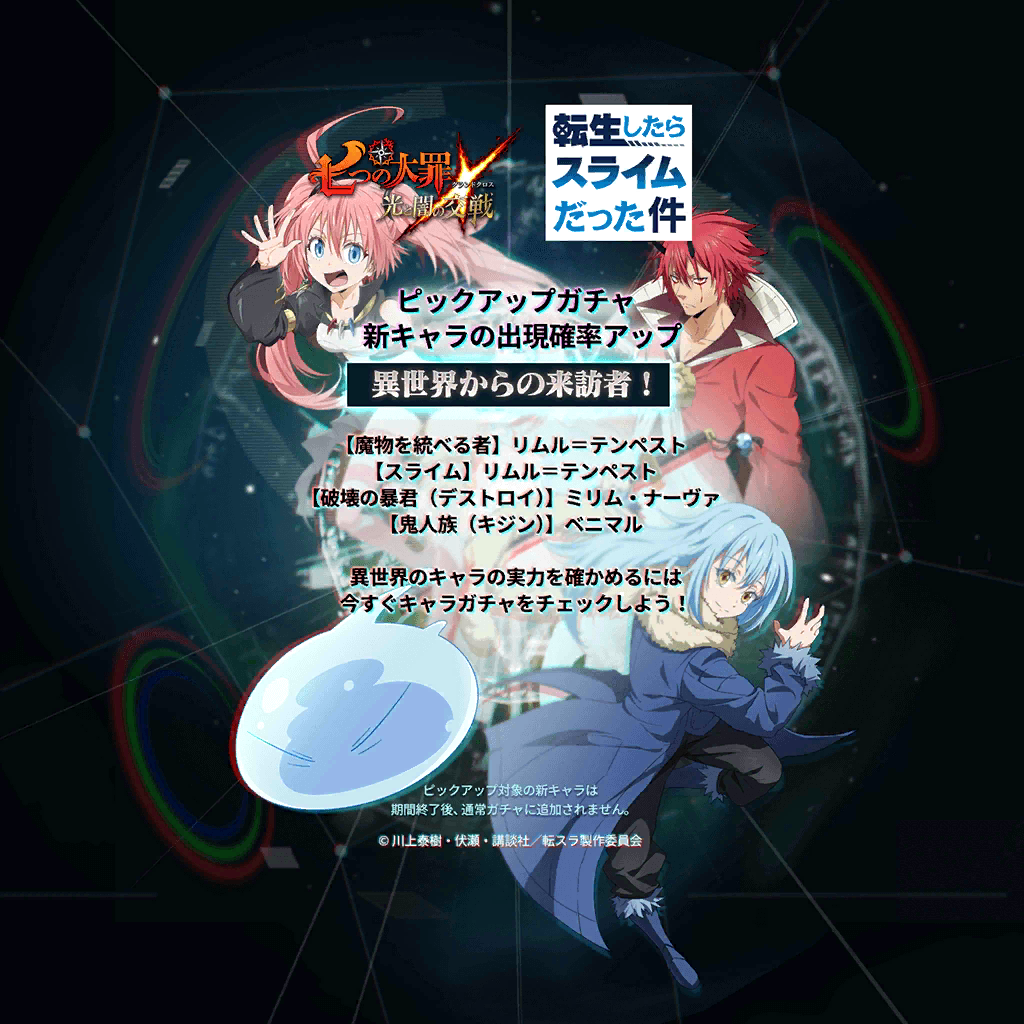 七つの大罪
グランドクロス
光と闇の交戦
転生したら
スライム
だった件
ピックアップガチャ
新キャラの出現確率アップ
異世界からの来訪者！
【魔物を統べる者】リムル＝テンペスト
【スライム】リムル＝テンペスト
【破壊の暴君（デストロイ）】ミリム・ナーヴァ
【鬼人族（キジン）】ベニマル
異世界のキャラの実力を確かめるには
今すぐキャラガチャをチェックしよう！
ピックアップ対象の新キャラは
期間終了後、通常ガチャに追加されません。
© 川上泰樹・伏瀬・講談社／転スラ製作委員会